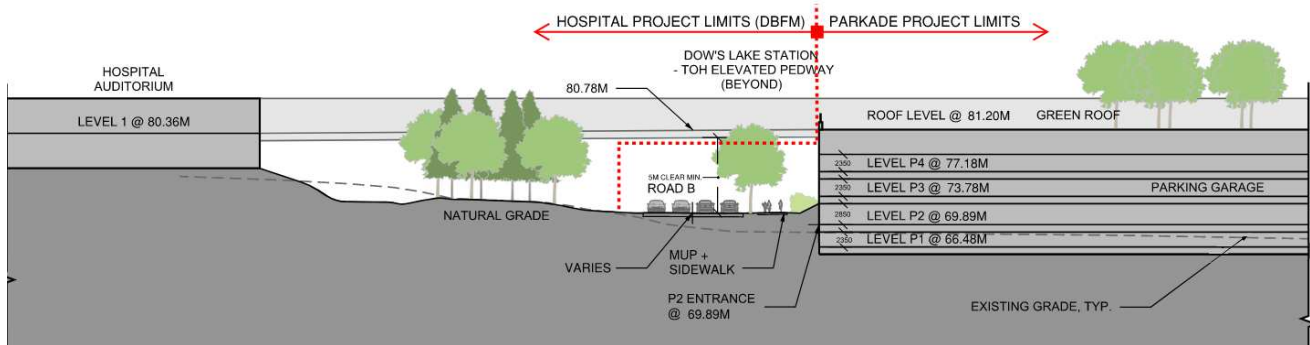 HOSPITAL PROJECT LIMITS (DBFM)
PARKADE PROJECT LIMITS
DOW'S LAKE STATION
- TOH ELEVATED PEDWAY
(BEYOND)
HOSPITAL
AUDITORIUM
80.78M
LEVEL 1 @ 80.36M
ROOF LEVEL @ 81.20M
GREEN ROOF
2350
LEVEL P4 @ 77.18M
5M CLEAR MIN.
ROAD B
2350
LEVEL P3 @ 73.78M
PARKING GARAGE
NATURAL GRADE
2850
LEVEL P2 @ 69.89M
2350
LEVEL P1 @ 66.48M
VARIES
MUP +
SIDEWALK
P2 ENTRANCE
@ 69.89M
EXISTING GRADE, TYP.